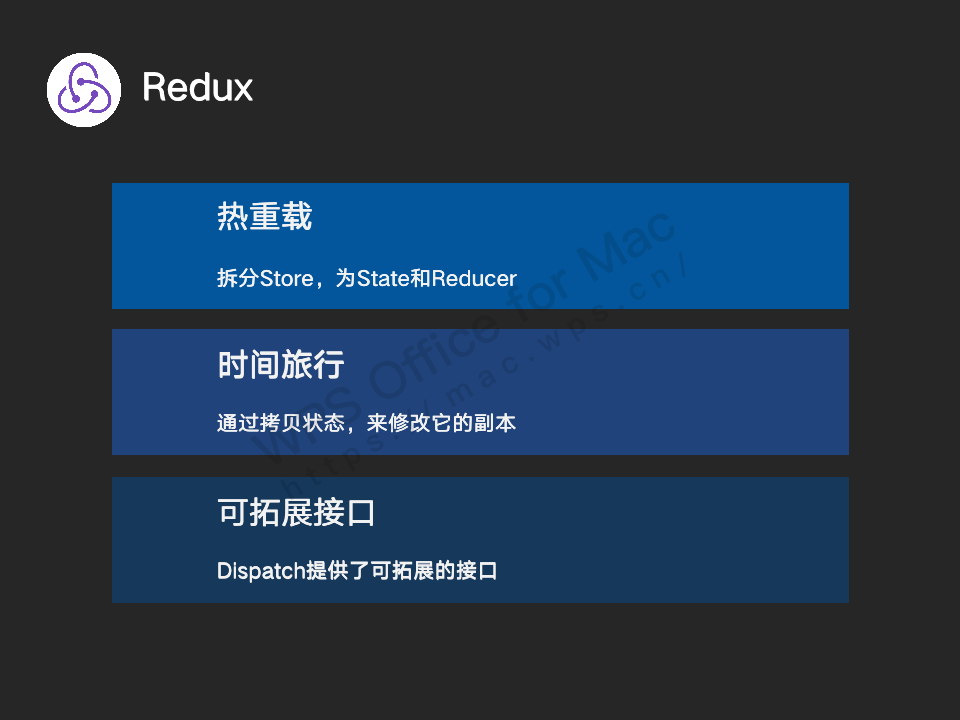 Redux
热重载
拆分Store，为State和Reducer
时间旅行
通过拷贝状态，来修改它的副本
可拓展接口
Dispatch提供了可拓展的接口
WPS Office for Mac
https://mac.wps.cn/